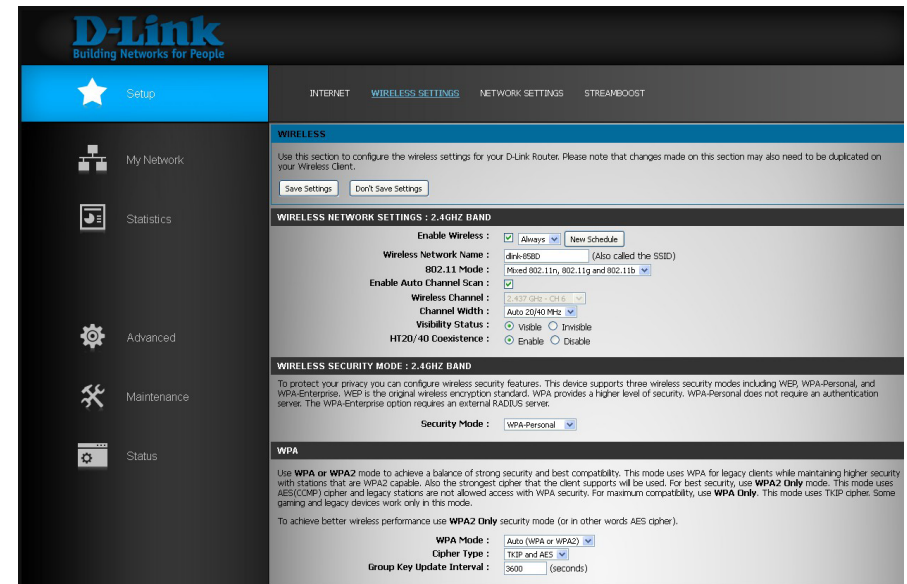 D-Link
Building Networks for People
Setup
INTERNET WIRELESS SETTINGS NETWORK SETTINGS STREAMBOOST
My Network
Statistics
Advanced
Maintenance
Status
WIRELESS
Use this section to configure the wireless settings for your D-Link Router. Please note that changes made on this section may also need to be duplicated on
your Wireless Client.
Save Settings Don't Save Settings
WIRELESS NETWORK SETTINGS : 2.4GHZ BAND
Enable Wireless : Always New Schedule
Wireless Network Name : dlink-858D (Also called the SSID)
802.11 Mode : Mixed 802.11n, 802.11g and 802.11b
Enable Auto Channel Scan :
Wireless Channel : 2.437 GHz - CH 6
Channel Width : Auto 20/40 MHz
Visibility Status : Visible Invisible
HT20/40 Coexistence : Enable Disable
WIRELESS SECURITY MODE : 2.4GHZ BAND
To protect your privacy you can configure wireless security features. This device supports three wireless security modes including WEP, WPA-Personal, and
WPA-Enterprise. WEP is the original wireless encryption standard. WPA provides a higher level of security. WPA-Personal does not require an authentication
server. The WPA-Enterprise option requires an external RADIUS server.
Security Mode : WPA-Personal
WPA
Use WPA or WPA2 mode to achieve a balance of strong security and best compatibility. This mode uses WPA for legacy clients while maintaining higher security
with stations that are WPA2 capable. Also the strongest cipher that the client supports will be used. For best security, use WPA2 Only mode. This mode uses
AES(CCMP) cipher and legacy stations are not allowed access with WPA security. For maximum compatibility, use WPA Only. This mode uses TKIP cipher. Some
gaming and legacy devices work only in this mode.
To achieve better wireless performance use WPA2 Only security mode (or in other words AES cipher).
WPA Mode : Auto (WPA or WPA2)
Cipher Type : TKIP and AES
Group Key Update Interval : 3600 (seconds)